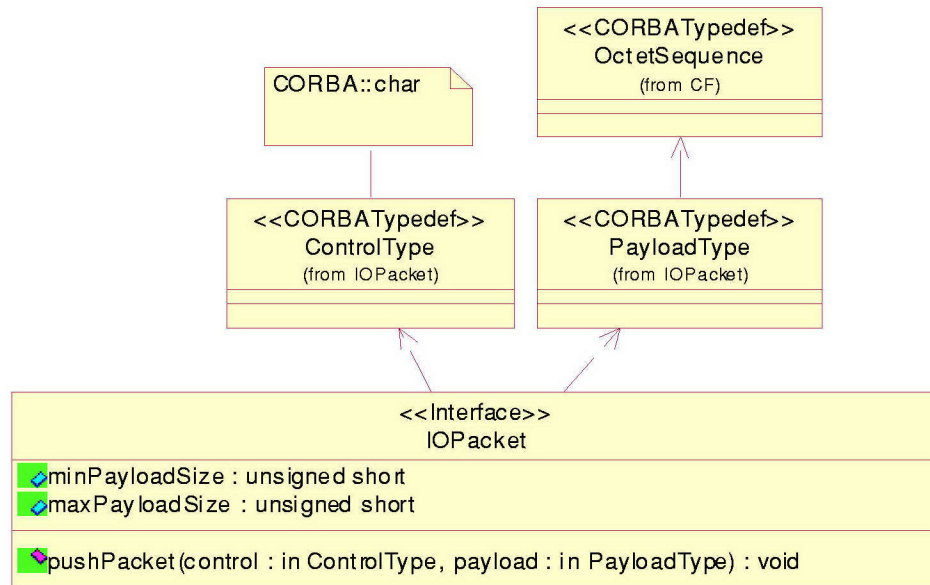 <<CORBATypedef>>
OctetSequence
(from CF)
CORBA::char
<<CORBATypedef>>
ControlType
(from IOPacket)
<<CORBATypedef>>
PayloadType
(from IOPacket)
<<Interface>>
IOPacket
minPayloadSize : unsigned short
maxPayloadSize : unsigned short
pushPacket(control : in ControlType, payload : in PayloadType) : void